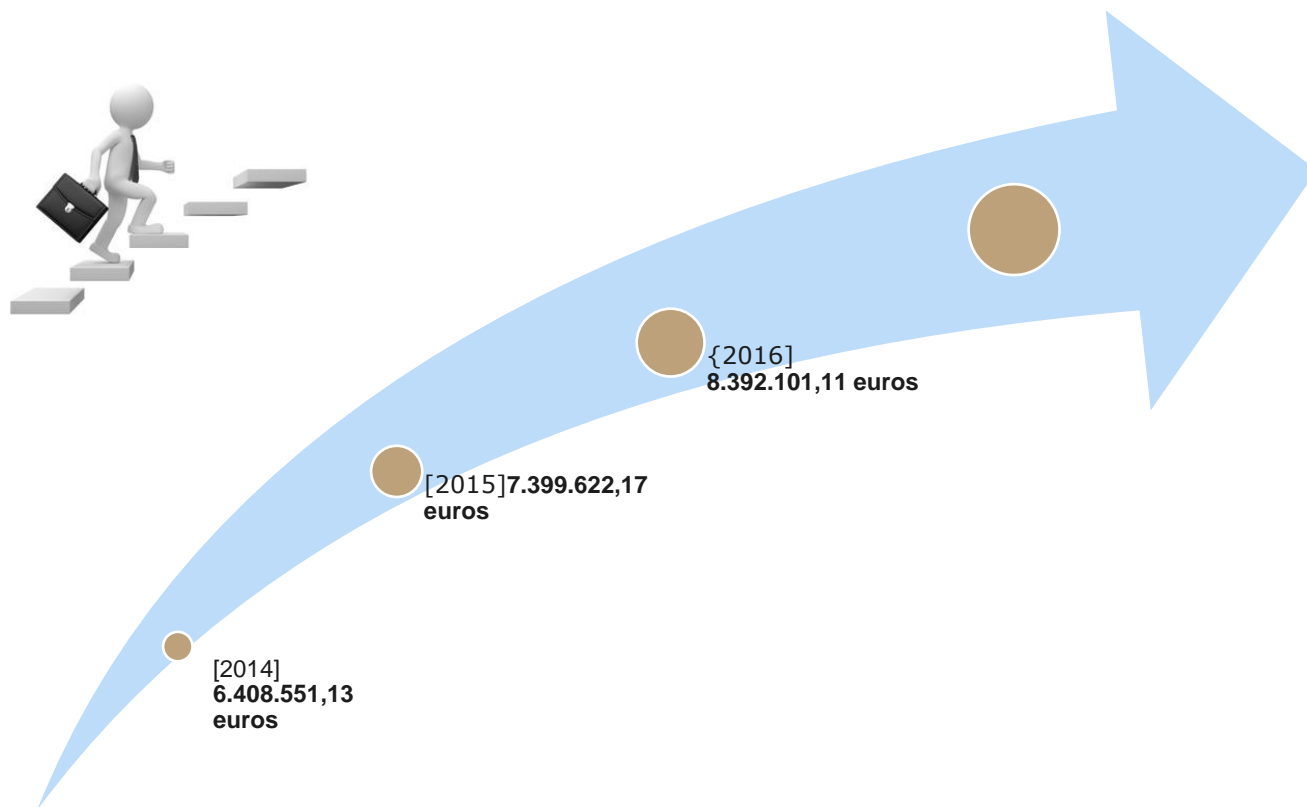 {2016]
8.392.101,11 euros
[2015]7.399.622,17
euros
[2014]
6.408.551,13
euros